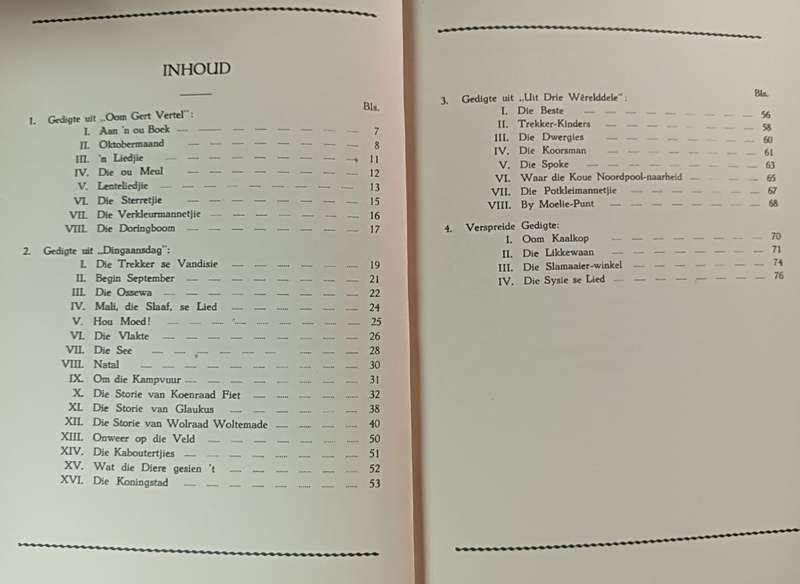 INHOUD
Bls.
1. Gedigte uit „Oom Gert Vertel":
I. Aan 'n ou Boek 7
II. Oktobermaand 8
III. 'n Liedjie 11
IV. Die ou Meul 12
V. Lenteliedjie 13
VI. Die Sterretjie 15
VII. Die Verkleurmannetjie 16
VIII. Die Doringboom 17
2. Gedigte uit „Dingaansdag":
I. Die Trekker se Vandisie 19
II. Begin September 21
III. Die Ossewa 22
IV. Mali, die Slaaf, se Lied 24
V. Hou Moed! 25
VI. Die Vlakte 26
VII. Die See 28
VIII. Natal 30
IX. Om die Kampvuur 31
X. Die Storie van Koenraad Fiet 32
XI. Die Storie van Glaukus 38
XII. Die Storie van Wolraad Woltemade 40
XIII. Onweer op die Veld 50
XIV. Die Kaboutertjies 51
XV. Wat die Diere gesien 't 52
XVI. Die Koningstad 53
Bls.
3. Gedigte uit „Uit Drie Wêrelddele":
I. Die Beste 56
II. Trekker-Kinders 58
III. Die Dwergies 60
IV. Die Koorsman 61
V. Die Spoke 63
VI. Waar die Koue Noordpool-naarheid 65
VII. Die Potkleimannetjie 67
VIII. By Moelie-Punt 68
4. Verspreide Gedigte:
I. Oom Kaalkop 70
II. Die Likkewaan 71
III. Die Slamaaier-winkel 74
IV. Die Sysie se Lied 76